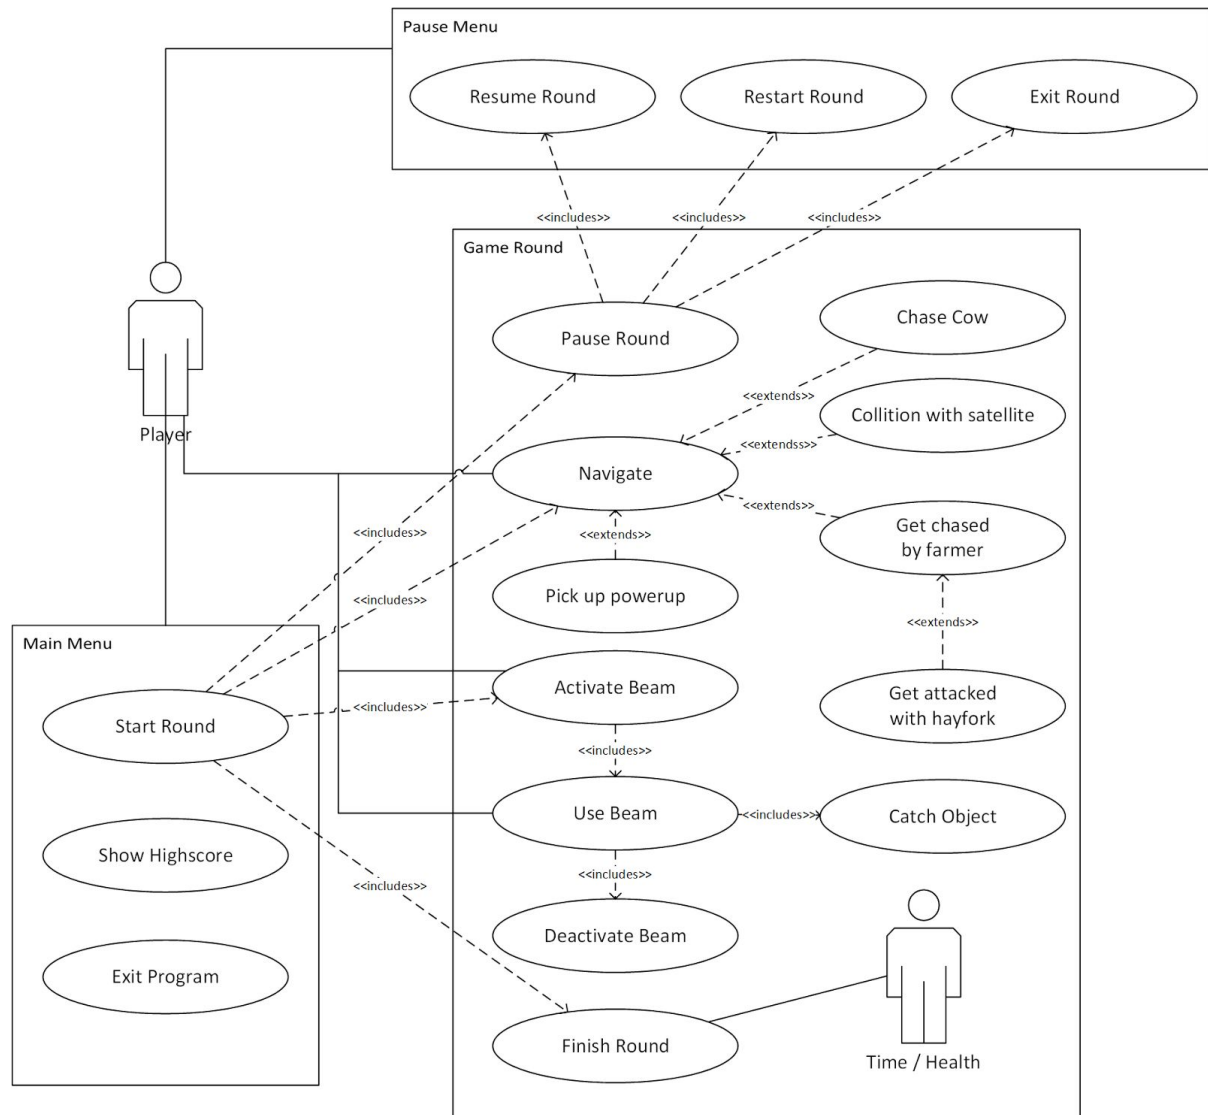 Pause Menu
Resume Round
Restart Round
Exit Round
<<includes>>
<<includes>>
<<includes>>
Game Round
Pause Round
Chase Cow
<<extends>>
Collition with satellite
<<extendss>>
Player
Navigate
<<extends>>
Get chased
by farmer
<<includes>>
<<extends>>
Pick up powerup
<<includes>>
<<extends>>
Main Menu
Start Round
<<includes>>
Activate Beam
Get attacked
with hayfork
<<includes>>
Use Beam
<<includes>>
Catch Object
Show Highscore
<<includes>>
<<includes>>
Deactivate Beam
Exit Program
Finish Round
Time / Health